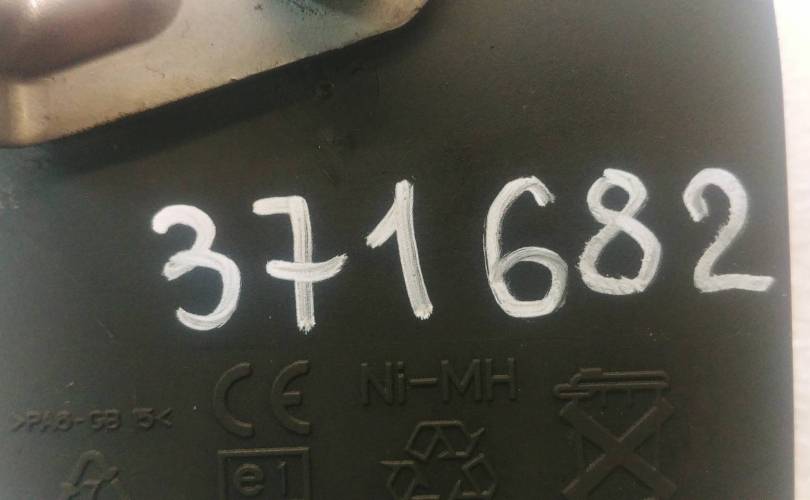 371682
CE Ni-MH
>PA6-GB 15<
e1